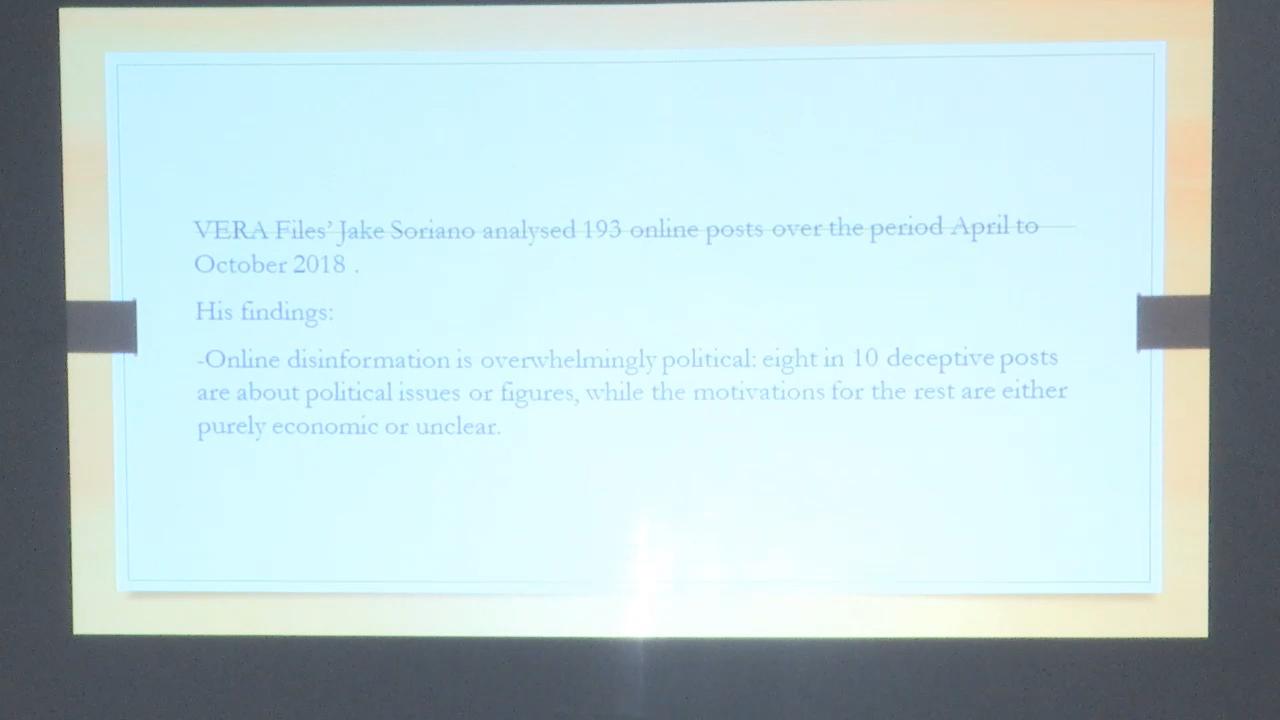 VERA Files' Jake Soriano analysed 193 online posts over the period April to
October 2018 .
His findings:
-Online disinformation is overwhelmingly political: eight in 10 deceptive posts
are about political issues or figures, while the motivations for the rest are either
purely economic or unclear.